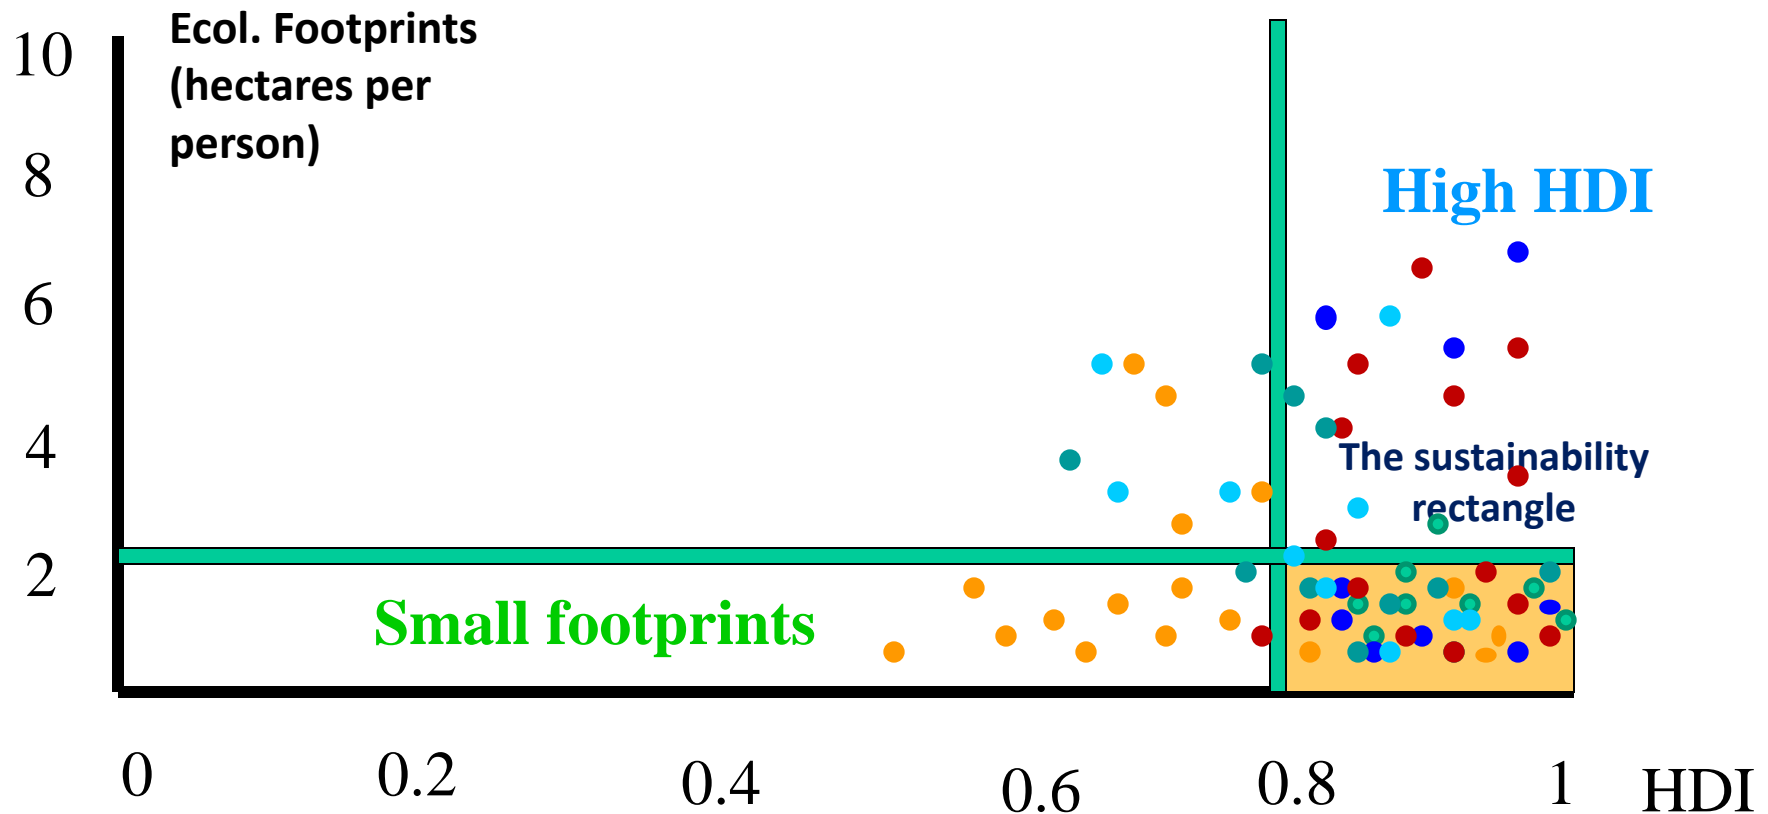 Ecol. Footprints
(hectares per
person)
10
8
6
4
2
High HDI
The sustainability
rectangle
Small footprints
0 0.2 0.4 0.6 0.8 1 HDI